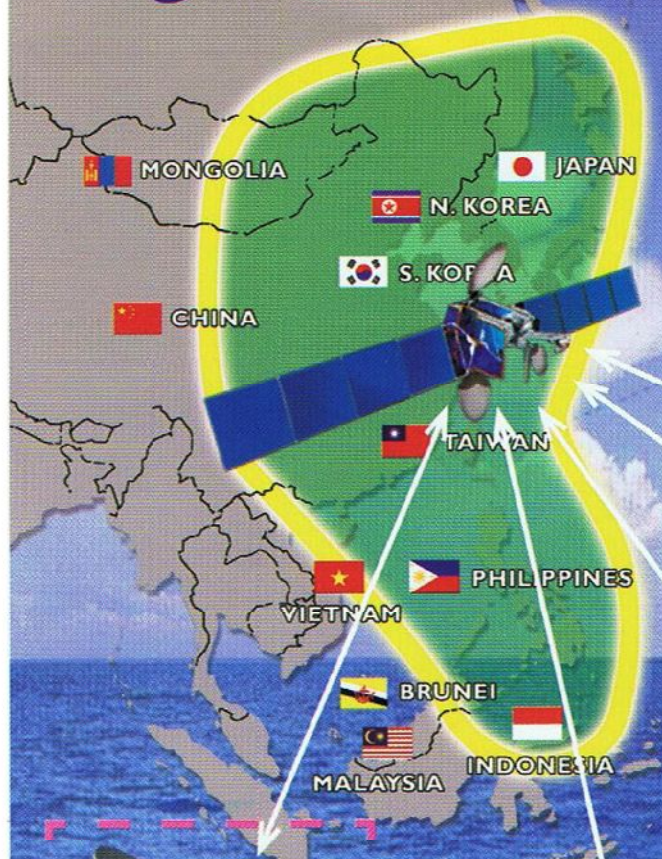 MONGOLIA
JAPAN
N. KOREA
S. KOREA
CHINA
TAIWAN
PHILIPPINES
VIETNAM
BRUNEI
MALAYSIA
INDONESIA